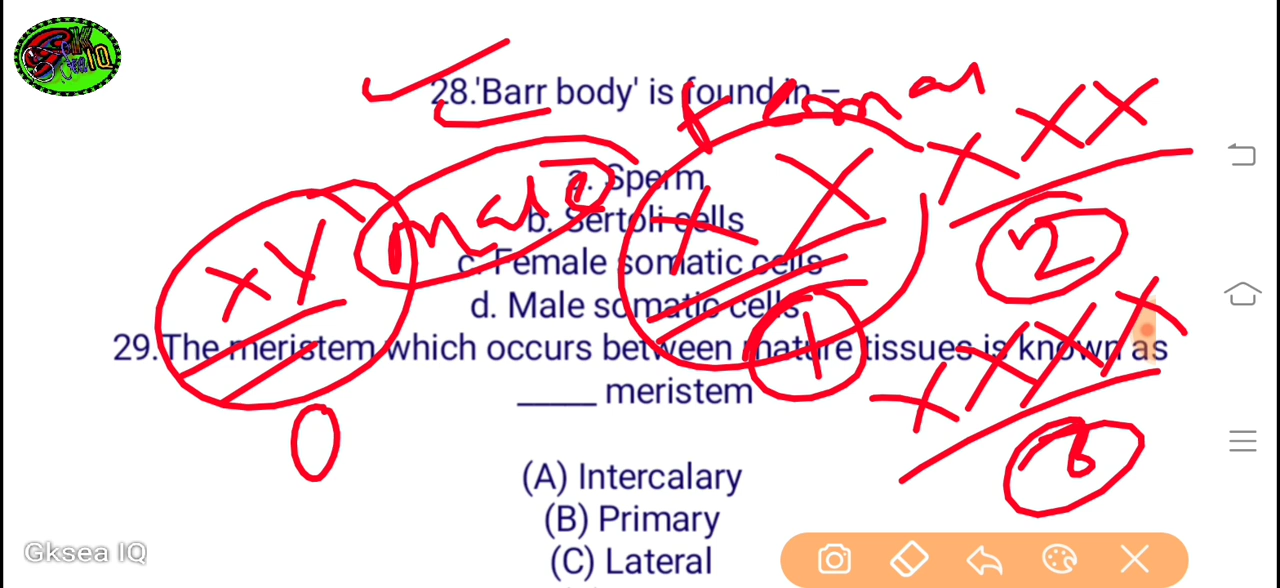 28.'Barr body' is found in –
femal
a. Sperm
male
b. Sertoli cells
c. Female somatic cells
d. Male somatic cells
XY
XX
XXX
2
1
29.The meristem which occurs between mature tissues is known as
_____ meristem
XXXX
0
3
(A) Intercalary
(B) Primary
(C) Lateral
Gksea IQ